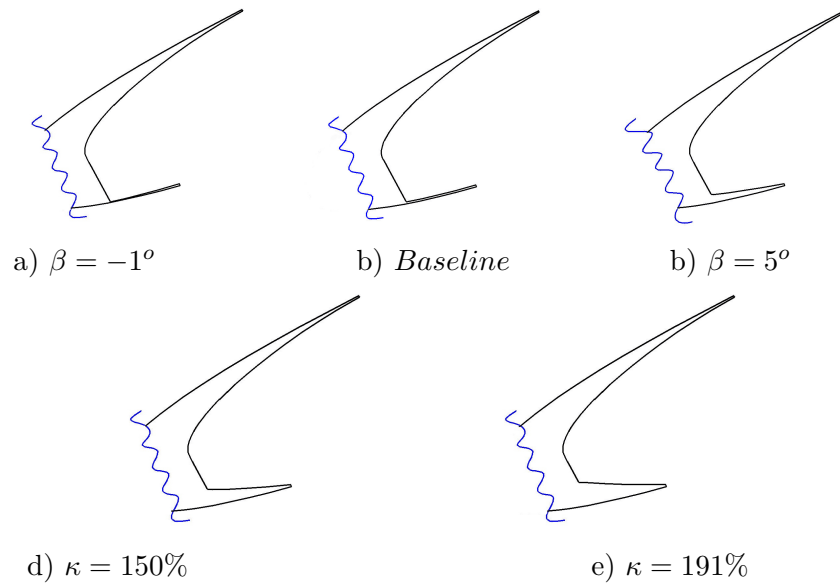 a) β = −1°
b) Baseline
b) β = 5°
d) κ = 150%
e) κ = 191%